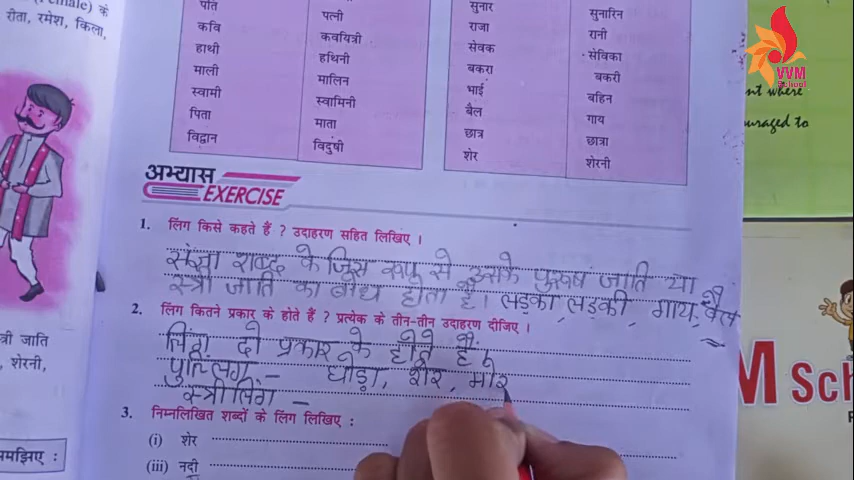 male) के
रीता, रमेश, किला,
पति पत्नी
कवि कवयित्री
हाथी हथिनी
माली मालिन
स्वामी स्वामिनी
पिता माता
विद्वान विदुषी
सुनार सुनारिन
राजा रानी
सेवक सेविका
बकरा बकरी
भाई बहिन
बैल गाय
छात्र छात्रा
शेर शेरनी
VVM
School
nt where
uraged to
अभ्यास
EXERCISE
1. लिंग किसे कहते हैं ? उदाहरण सहित लिखिए ।
संज्ञा शब्द के जिस रूप से उसके पुरूष जाति या
स्त्री जाति का बोध होता है। लड़का, लड़की, गाय, बैल
2. लिंग कितने प्रकार के होते हैं ? प्रत्येक के तीन-तीन उदाहरण दीजिए ।
लिंग दो प्रकार के होते हैं।
पुल्लिंग - घोड़ा, शेर, मोर
स्त्रीलिंग -
3. निम्नलिखित शब्दों के लिंग लिखिए :
(i) शेर
(iii) नदी
त्री जाति
, शेरनी,
समझिए :
M Sch